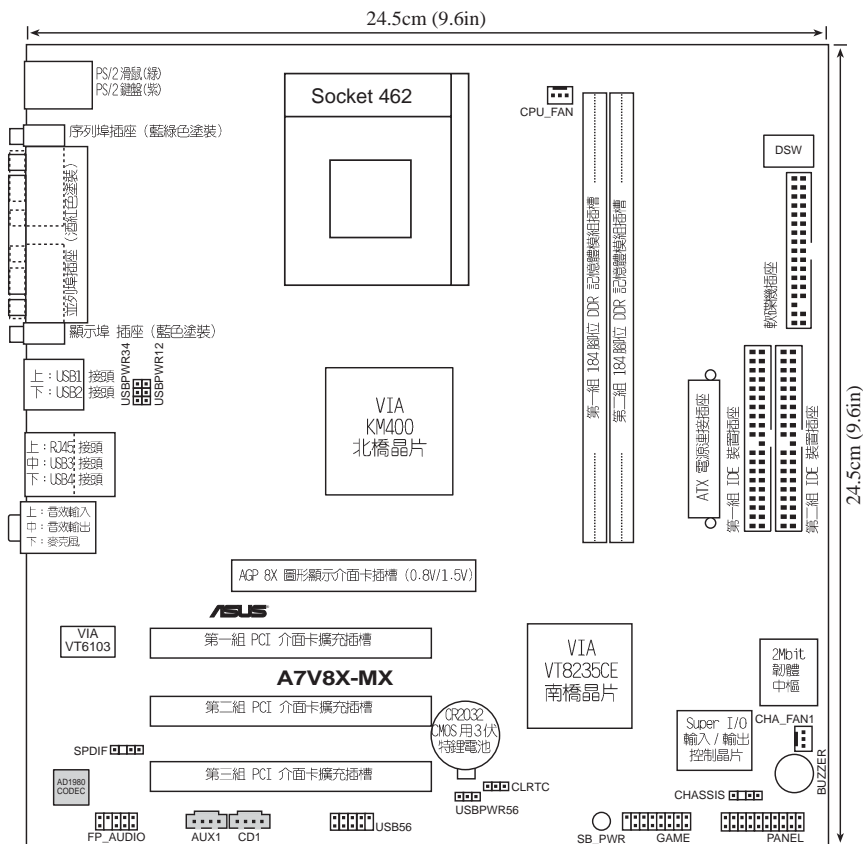 24.5cm (9.6in)
PS/2滑鼠(綠)
PS/2鍵盤(紫)
Socket 462
CPU_FAN
DSW
序列埠插座（藍綠色塗裝）
並列埠插座（酒紅色塗裝）
顯示埠 插座（藍色塗裝）
第一組 184 腳位 DDR 記憶體模組插槽
第二組 184 腳位 DDR 記憶體模組插槽
軟碟機插座
上：USB1 接頭
下：USB2 接頭
USBPWR34
USBPWR12
VIA
KM400
北橋晶片
ATX 電源連接插座
第一組 IDE 裝置插座
第二組 IDE 裝置插座
24.5cm (9.6in)
上：RJ45 接頭
中：USB3 接頭
下：USB4 接頭
上：音效輸入
中：音效輸出
下：麥克風
AGP 8X 圖形顯示介面卡插槽 (0.8V/1.5V)
ASUS
VIA
VT6103
第一組 PCI 介面卡擴充插槽
A7V8X-MX
VIA
VT8235CE
南橋晶片
2Mbit
韌體
中樞
第二組 PCI 介面卡擴充插槽
CR2032
CMOS 用3伏
特鋰電池
Super I/O
輸入/輸出
控制晶片
CHA_FAN1
SPDIF
第三組 PCI 介面卡擴充插槽
CLRTC
USBPWR56
BUZZER
CHASSIS
AD1980
CODEC
FP_AUDIO
AUX1
CD1
USB56
SB_PWR
GAME
PANEL